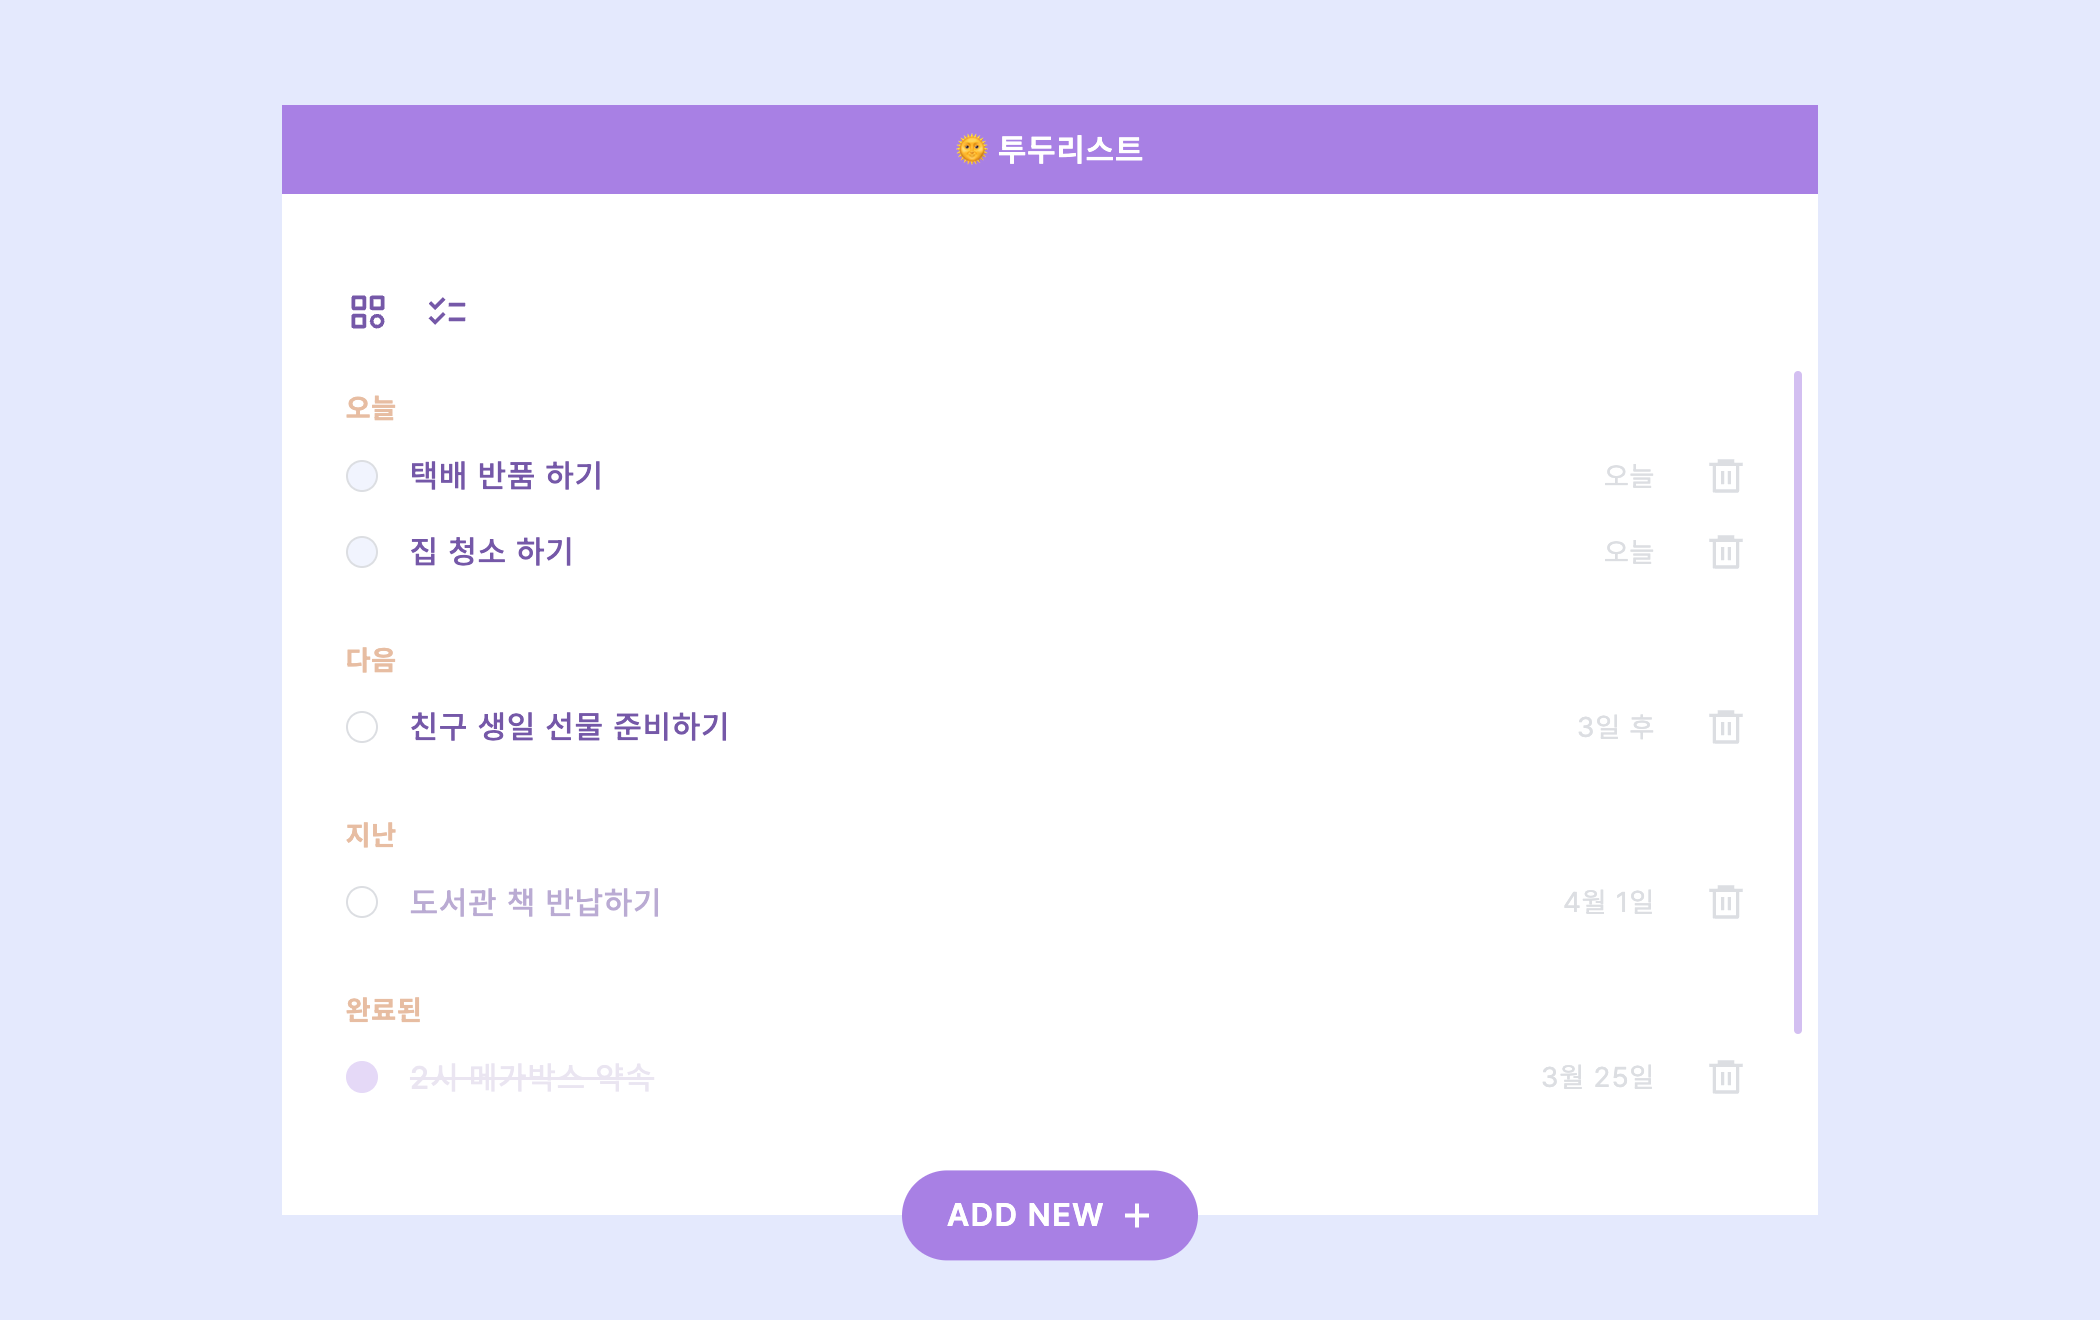 🌞 투두리스트
오늘
택배 반품 하기 오늘
집 청소 하기 오늘
다음
친구 생일 선물 준비하기 3일 후
지난
도서관 책 반납하기 4월 1일
완료된
2시 메가박스 약속 3월 25일
ADD NEW +